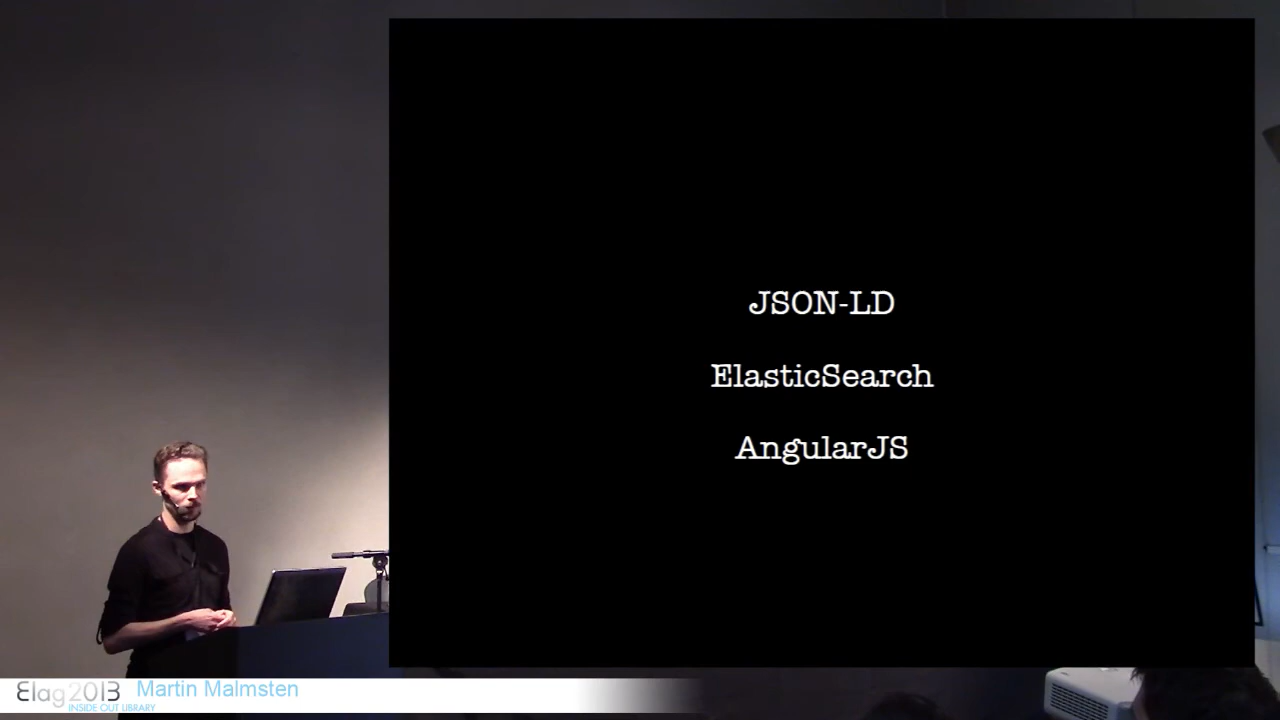 JSON-LD
ElasticSearch
AngularJS
Elag2013 Martin Malmsten
INSIDE OUT LIBRARY